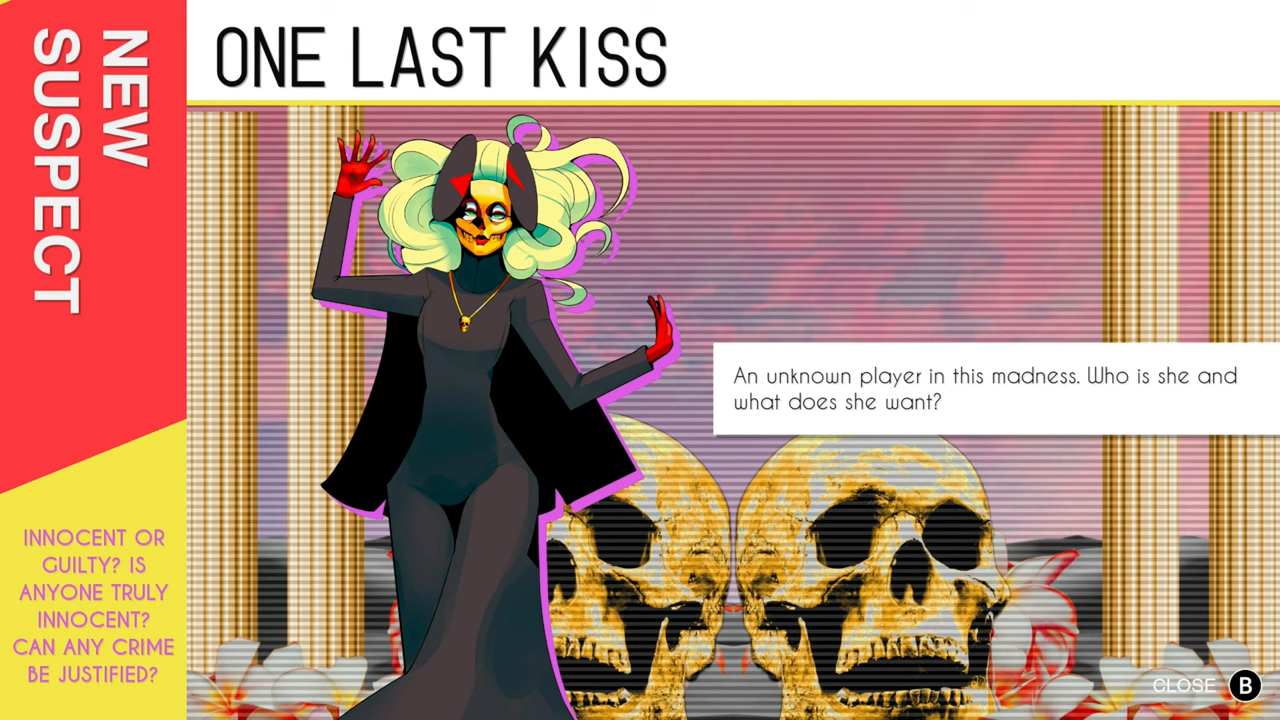 NEW
SUSPECT
ONE LAST KISS
An unknown player in this madness. Who is she and
what does she want?
INNOCENT OR
GUILTY? IS
ANYONE TRULY
INNOCENT?
CAN ANY CRIME
BE JUSTIFIED?
CLOSE B